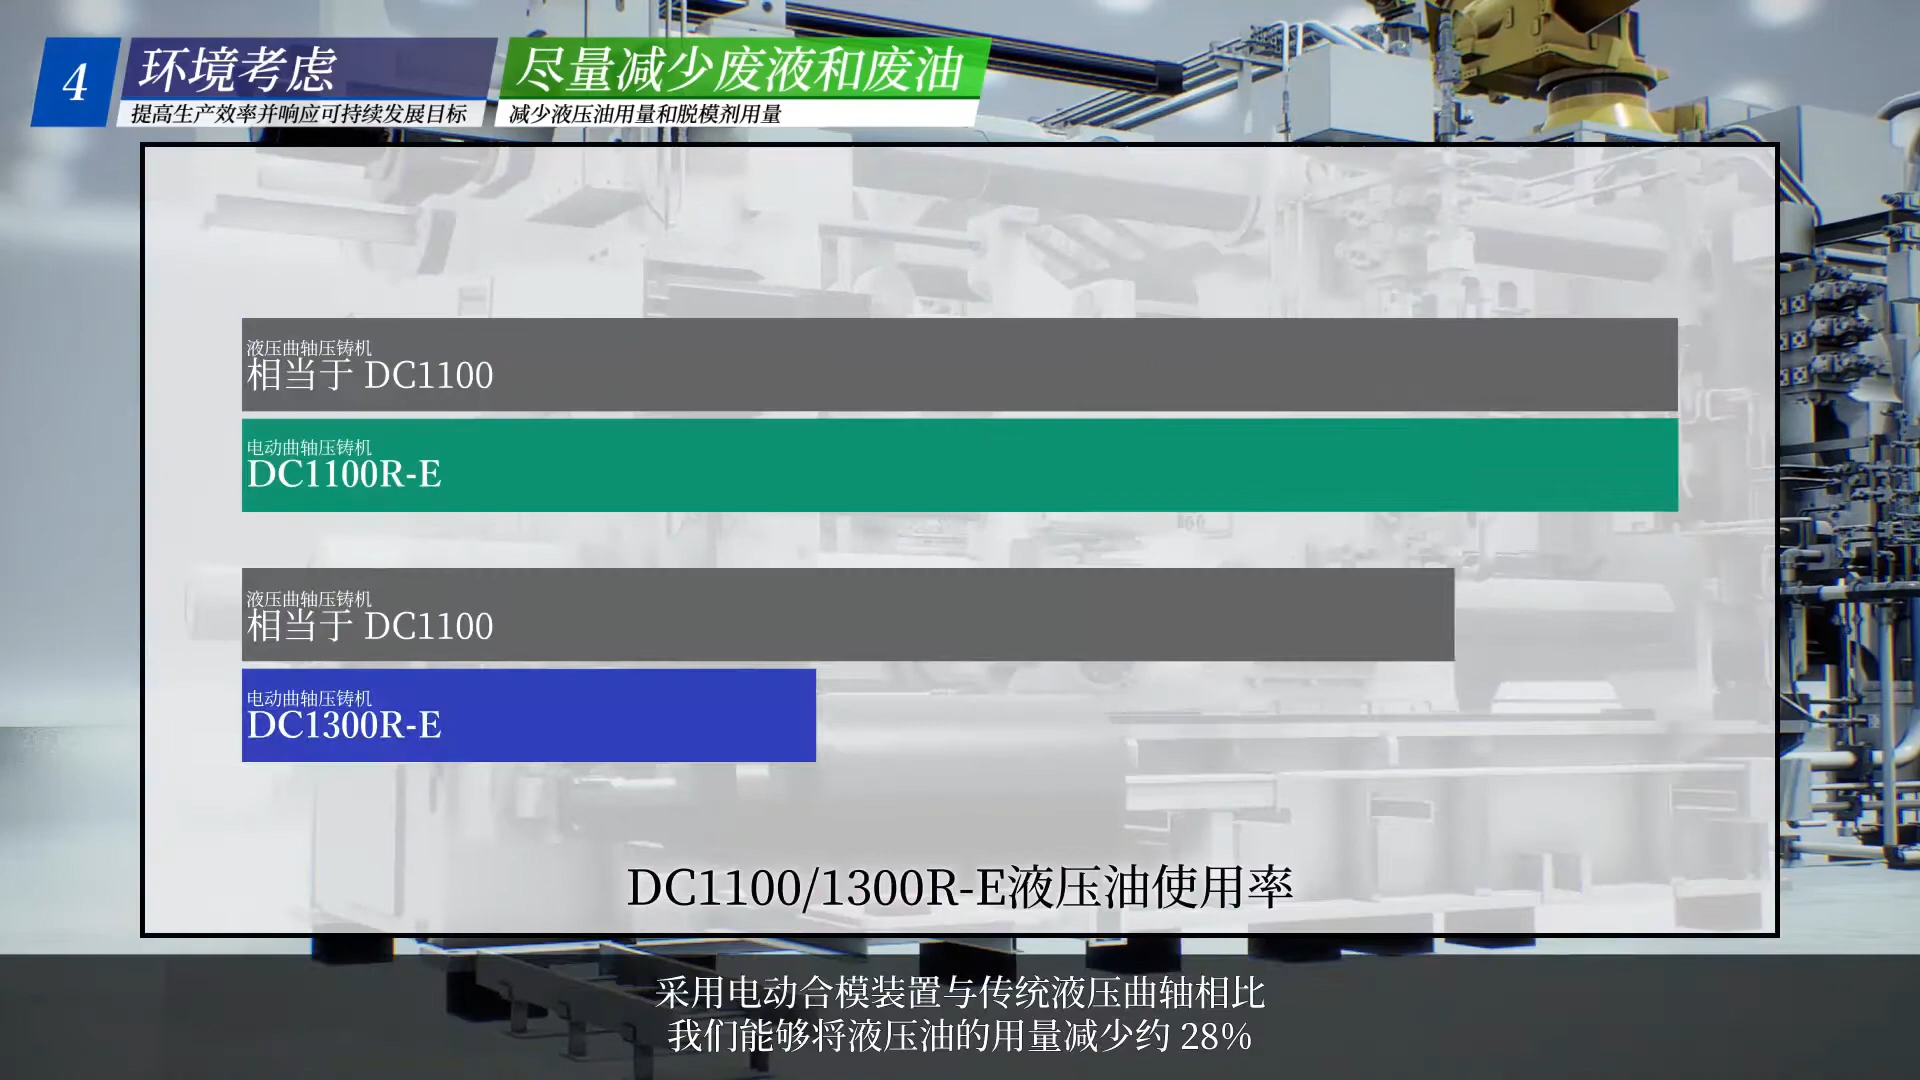 4
环境考虑
提高生产效率并响应可持续发展目标
尽量减少废液和废油
减少液压油用量和脱模剂用量
液压曲轴压铸机
相当于 DC1100
电动曲轴压铸机
DC1100R-E
液压曲轴压铸机
相当于 DC1100
电动曲轴压铸机
DC1300R-E
DC1100/1300R-E液压油使用率
采用电动合模装置与传统液压曲轴相比
我们能够将液压油的用量减少约 28%